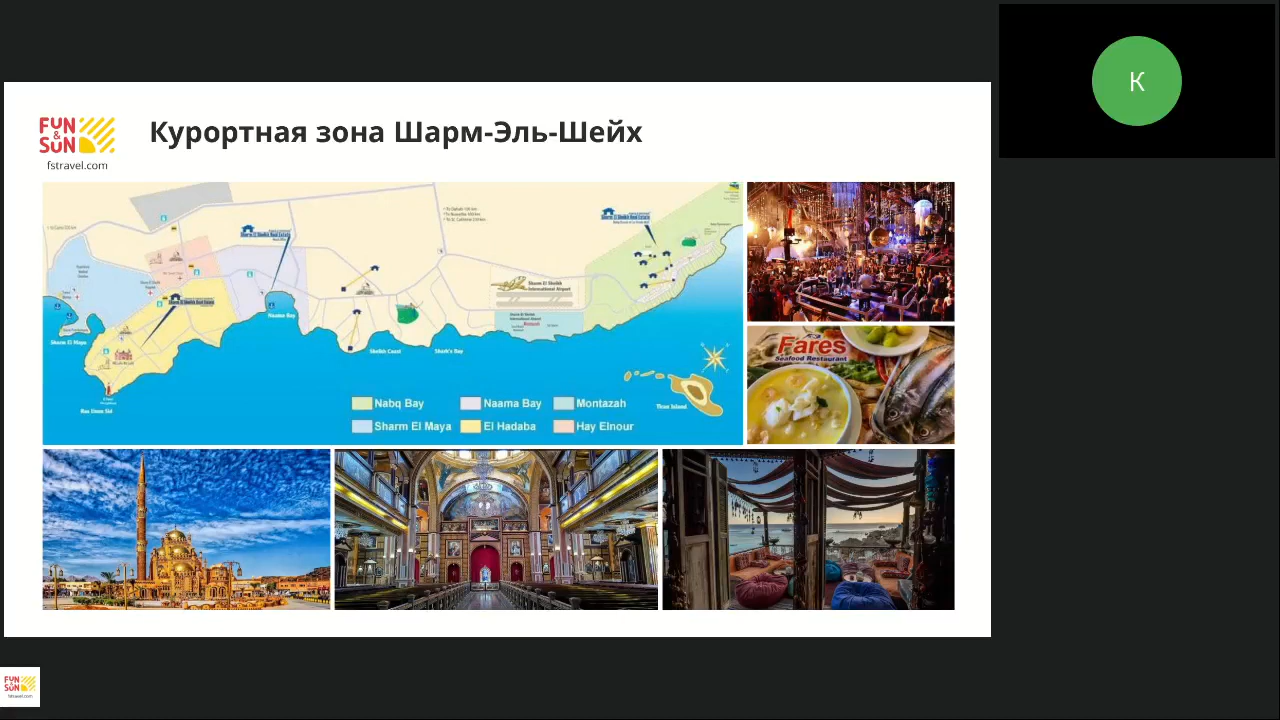 K
FUN
&
SUN
fstravel.com
Курортная зона Шарм-Эль-Шейх
Sharm El Sheikh
International Airport
Naama Bay
Sharm El Maya
Sheikh Coast
Shark's Bay
Ras Umm Sid
Tiran Island
Nabq Bay
Naama Bay
Montazah
Sharm El Maya
El Hadaba
Hay Elnour
Fares
Seafood Restaurant
FUN
&
SUN
fstravel.com